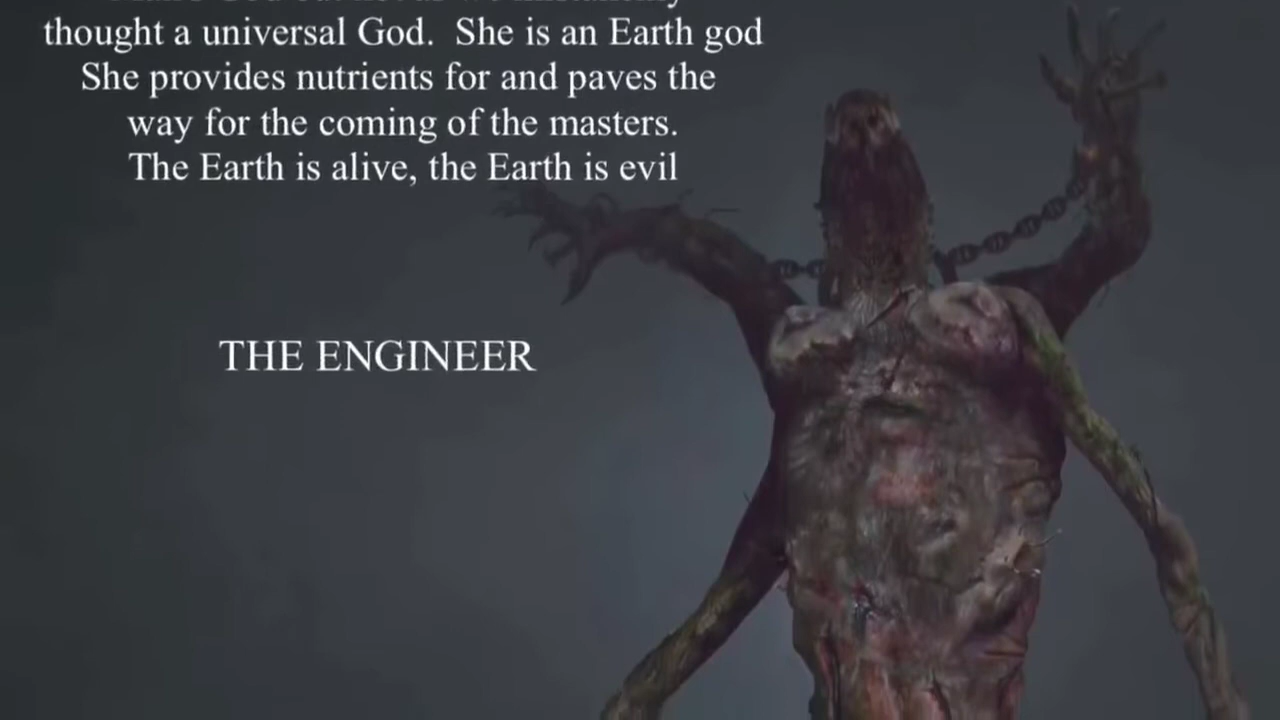 thought a universal God.  She is an Earth god
She provides nutrients for and paves the
way for the coming of the masters.
The Earth is alive, the Earth is evil
THE ENGINEER